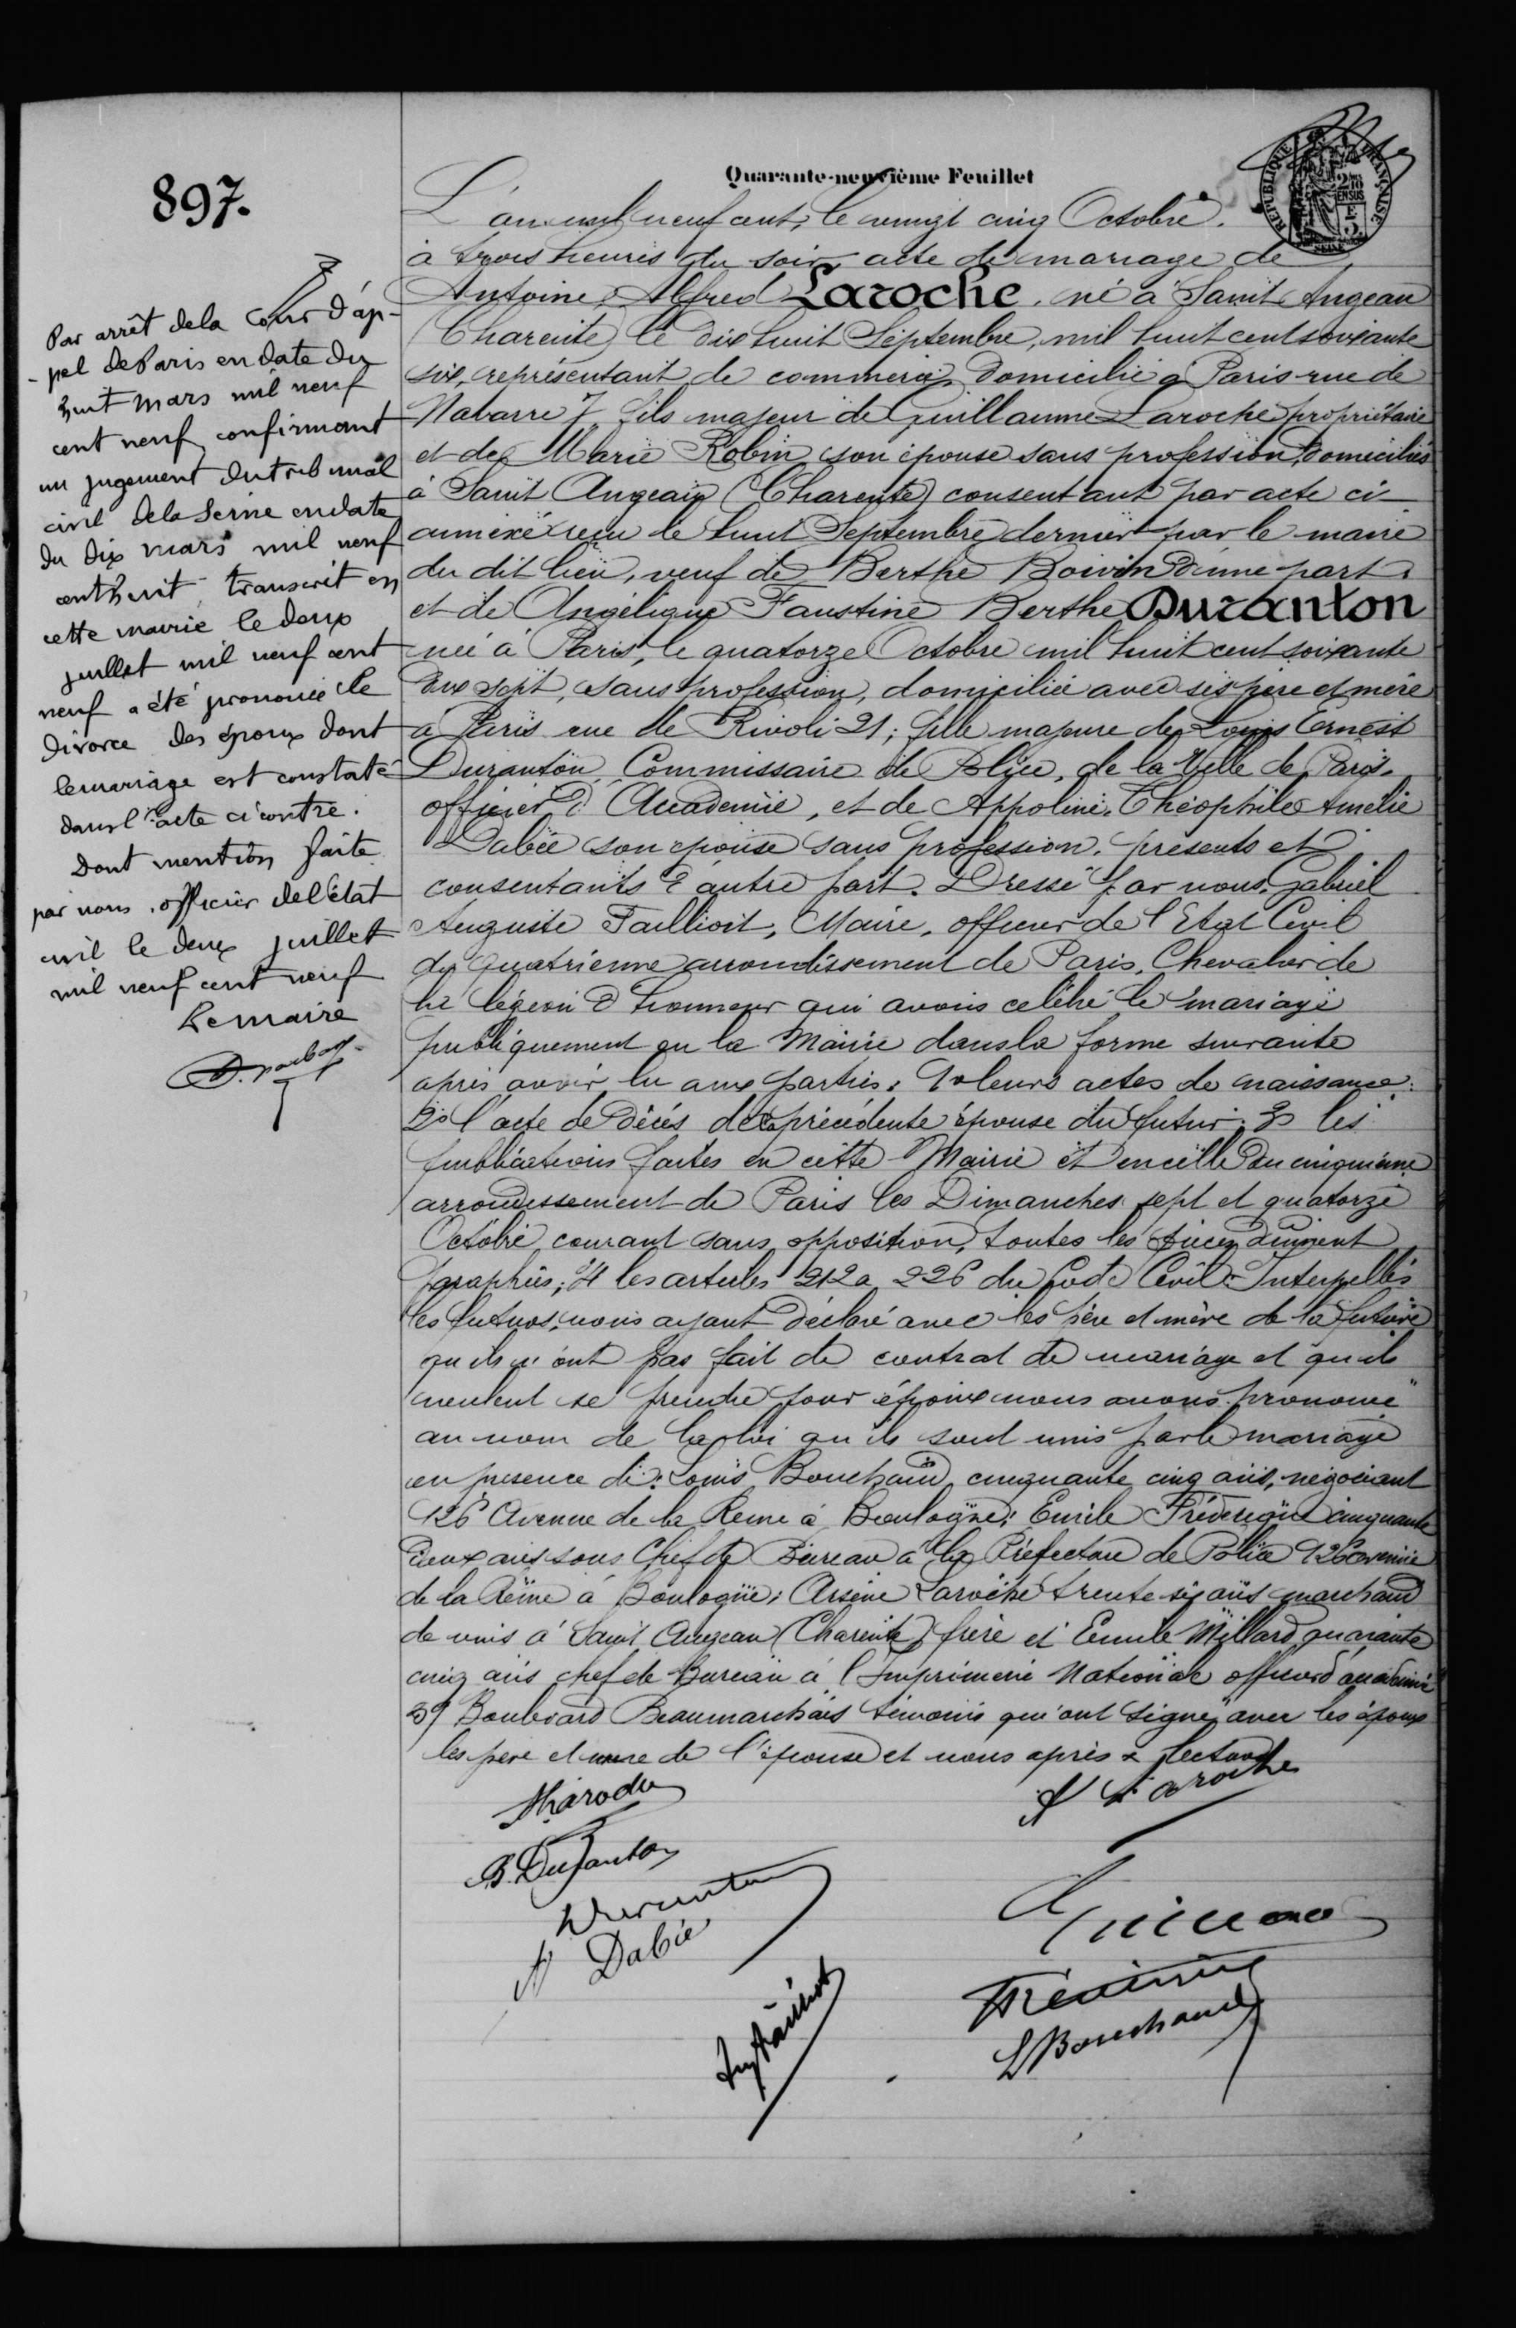 Quarante-neuvième Feuillet
897.
L'an mil neuf cent, le vingt cinq Octobre.
à trois heures du soir, acte de mariage de
Antoine Alfred Laroche, né à Saint Angeau
(Charente) le dix huit Septembre, mil huit cent soixante
six, représentant de commerce, domicilié à Paris rue de
Navarre 7, fils majeur de Guillaume Laroche propriétaire
et de Marie Robin son épouse sans profession, domiciliés
à Saint Angeau (Charente) consentant par acte ci-
annexé reçu le huit Septembre dernier par le maire
du dit lieu, veuf de Berthe Boivin d'une part.
et de Angélique Faustine Berthe Duranton
née à Paris, le quatorze Octobre mil huit cent soixante
dix sept, sans profession, domiciliée avec ses père et mère
à Paris rue de Rivoli 21; fille majeure de Louis Ernest
Duranton Commissaire de Police, de la Ville de Paris.
officier d'Académie, et de Appoline Théophile Amélie
Dabée son épouse sans profession. présents et
consentants d'autre part. Dressé par nous, Gabriel
Auguste Faillioit, Maire, officier de l'Etat Civil
du quatrième arrondissement de Paris, Chevalier de
la légion d'honneur qui avons célébré le mariage
publiquement en la Mairie dans la forme suivante
après avoir lu aux parties: 1o leurs actes de naissance.
2o l'acte de décès de la précédente épouse du futur. 3o les
publications faites en cette Mairie et en celle du cinquième
arrondissement de Paris les Dimanches sept et quatorze
Octobre courant sans opposition, toutes les pièces dûment
paraphées; 4o les articles 212 a 226 du Code Civil. Interpellés
les futurs, nous ayant déclaré avec les père et mère de la future
qu'ils n'ont pas fait de contrat de mariage et qu'ils
veulent se prendre pour époux nous avons prononcé
au nom de la loi qu'ils sont unis par le mariage
en présence de: Louis Bouchaud, cinquante cinq ans, négociant
126 Avenue de la Reine à Boulogne; Emile Fréderique cinquante
deux ans sous Chef de Bureau à la Préfecture de Police 126 avenue
de la Reine à Boulogne; Arsène Laroche trente six ans marchand
de vins à Saint Angeau (Charente) frère et Emile Millard quarante
cinq ans chef de Bureau à l'Imprimerie Nationale officier d'académie
39 Boulevard Beaumarchais témoins qui ont signé avec les époux
les père et mère de l'épouse et nous après lecture
Par arrêt de la Cour d'ap-
-pel de Paris en date du
huit mars mil neuf
cent neuf confirmant
un jugement du tribunal
civil de la Seine en date
du dix mars mil neuf
cent huit transcrit en
cette mairie le deux
juillet mil neuf cent
neuf a été prononcé le
divorce des époux dont
le mariage est constaté
dans l'acte ci contre.
Dont mention faite
par nous, officier de l'état
civil le deux juillet
mil neuf cent neuf
Le maire
A Laroche
B. Duranton
Duranton
A Dabée
L Bouchaud
RÉPUBLIQUE FRANÇAISE